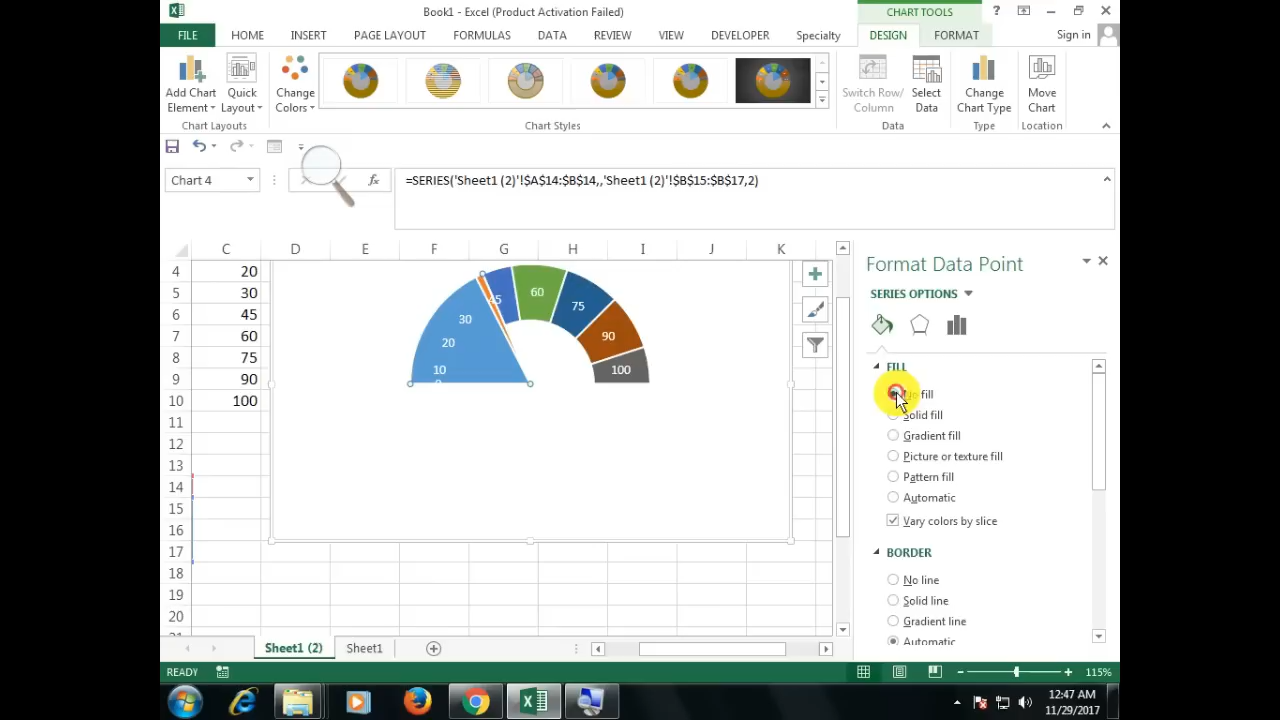 Book1 - Excel (Product Activation Failed)
CHART TOOLS
?
FILE HOME INSERT PAGE LAYOUT FORMULAS DATA REVIEW VIEW DEVELOPER Specialty DESIGN FORMAT Sign in
Add Chart Element
Quick Layout
Change Colors
Switch Row/ Column
Select Data
Change Chart Type
Move Chart
Chart Layouts
Chart Styles
Data
Type
Location
Chart 4
fx
=SERIES('Sheet1 (2)'!$A$14:$B$14,,'Sheet1 (2)'!$B$15:$B$17,2)
C D E F G H I J K
4 20
5 30
6 45
7 60
8 75
9 90
10 100
11
12
13
14
15
16
17
18
19
20
0
10
20
30
45
60
75
90
100
Format Data Point
SERIES OPTIONS
FILL
No fill
Solid fill
Gradient fill
Picture or texture fill
Pattern fill
Automatic
Vary colors by slice
BORDER
No line
Solid line
Gradient line
Automatic
Sheet1 (2) Sheet1
READY
115%
12:47 AM
11/29/2017